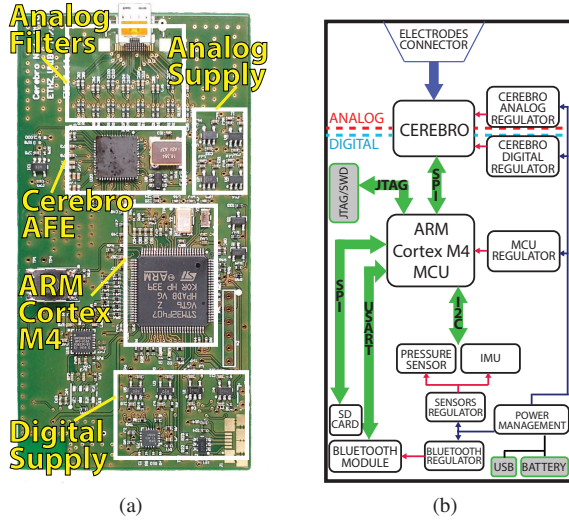 Analog
Filters
Analog
Supply
Cerebro
AFE
ARM
Cortex
M4
Digital
Supply
ARM
STM32F407
(a)
ELECTRODES
CONNECTOR
CEREBRO
ANALOG
REGULATOR
ANALOG
DIGITAL
CEREBRO
CEREBRO
DIGITAL
REGULATOR
JTAG/SWD
JTAG
SPI
ARM
Cortex M4
MCU
MCU
REGULATOR
SPI
USART
I2C
PRESSURE
SENSOR
IMU
SENSORS
REGULATOR
SD
CARD
POWER
MANAGEMENT
BLUETOOTH
MODULE
BLUETOOTH
REGULATOR
USB
BATTERY
(b)